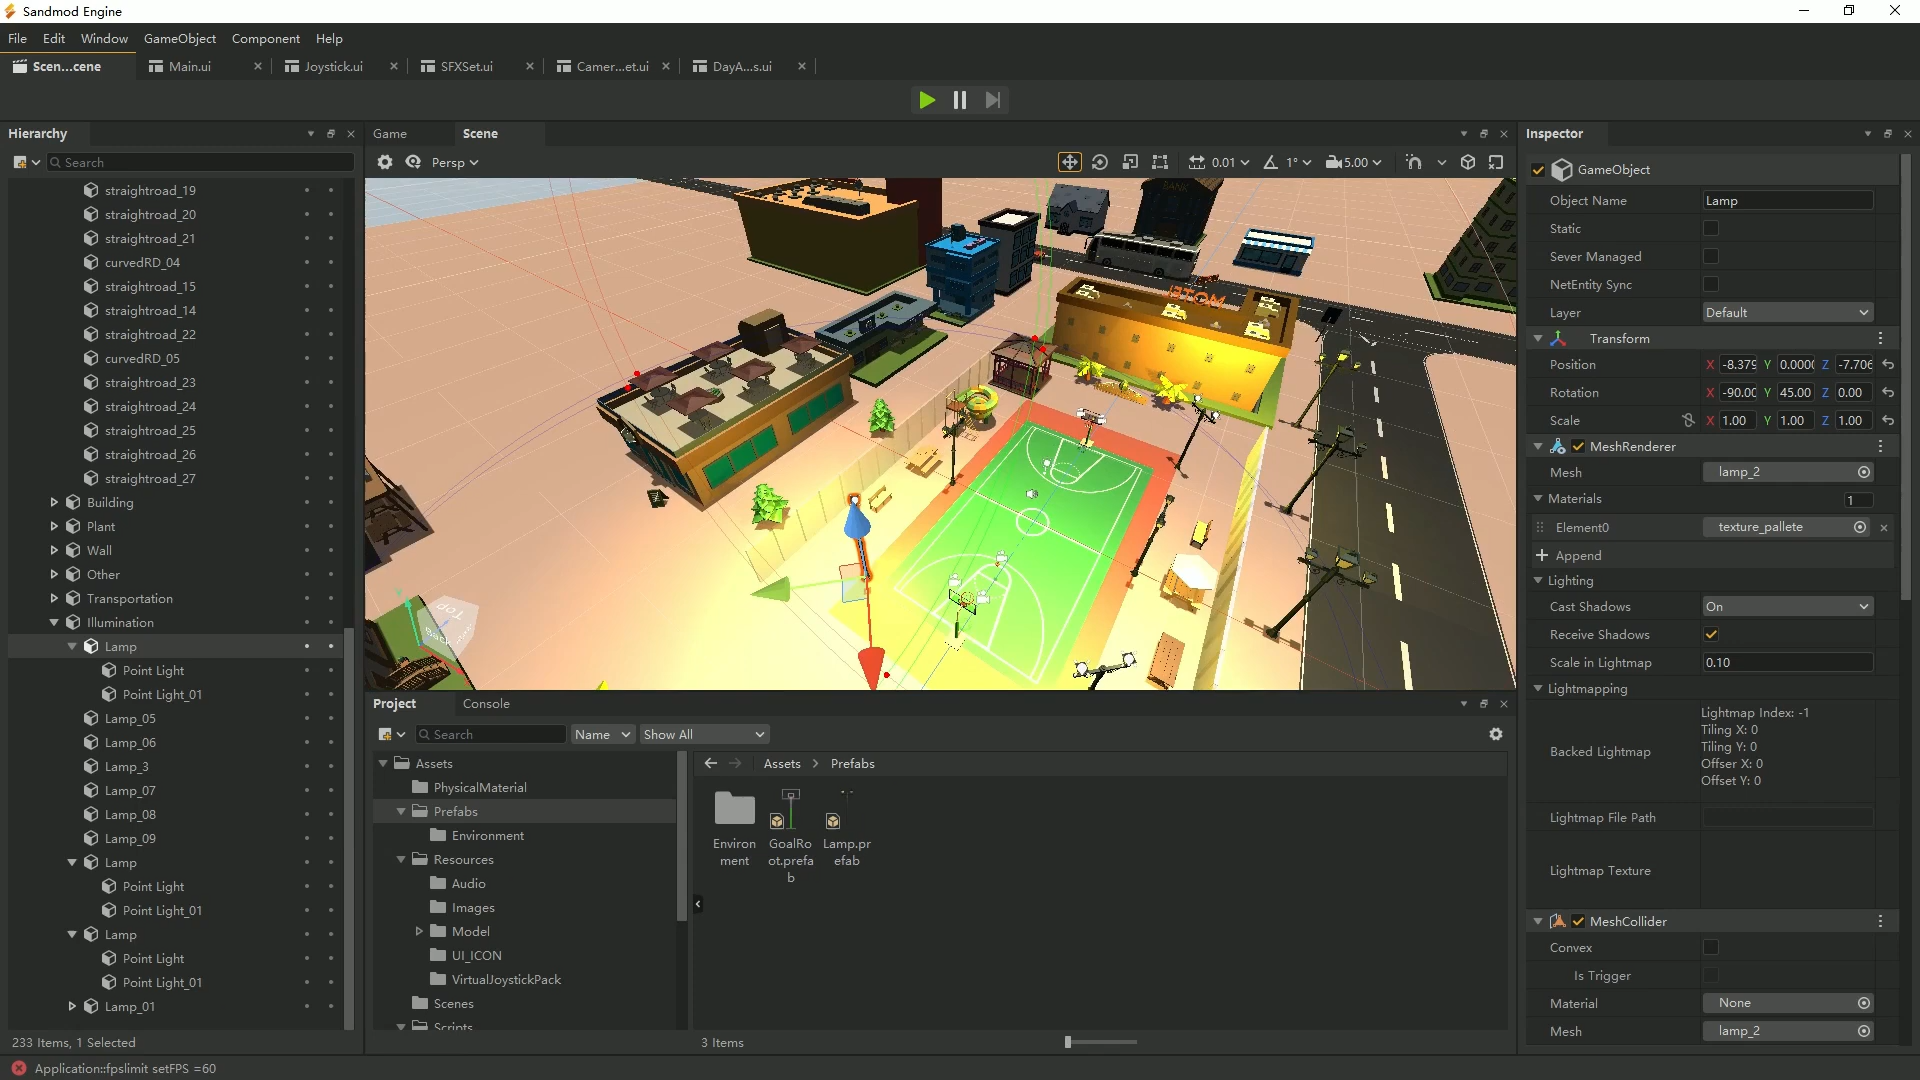 Sandmod Engine
File Edit Window GameObject Component Help
Scen...cene Main.ui Joystick.ui SFXSet.ui Camer...et.ui DayA...s.ui
Hierarchy
Search
straightroad_19
straightroad_20
straightroad_21
curvedRD_04
straightroad_15
straightroad_14
straightroad_22
curvedRD_05
straightroad_23
straightroad_24
straightroad_25
straightroad_26
straightroad_27
Building
Plant
Wall
Other
Transportation
Illumination
Lamp
Point Light
Point Light_01
Lamp_05
Lamp_06
Lamp_3
Lamp_07
Lamp_08
Lamp_09
Lamp
Point Light
Point Light_01
Lamp
Point Light
Point Light_01
Lamp_01
233 Items, 1 Selected
Game Scene
Persp 0.01 1° 5.00
BANK
MOTEL
Top
Back
Project Console
Search Name Show All
Assets
PhysicalMaterial
Prefabs
Environment
Resources
Audio
Images
Model
UI_ICON
VirtualJoystickPack
Scenes
Scripts
Assets > Prefabs
Environ
ment
GoalRo
ot.prefa
b
Lamp.pr
efab
3 Items
Inspector
GameObject
Object Name Lamp
Static
Sever Managed
NetEntity Sync
Layer Default
Transform
Position X -8.379 Y 0.0000 Z -7.706
Rotation X -90.00 Y 45.00 Z 0.00
Scale X 1.00 Y 1.00 Z 1.00
MeshRenderer
Mesh lamp_2
Materials 1
Element0 texture_pallete
Append
Lighting
Cast Shadows On
Receive Shadows
Scale in Lightmap 0.10
Lightmapping
Backed Lightmap
Lightmap Index: -1
Tiling X: 0
Tiling Y: 0
Offser X: 0
Offset Y: 0
Lightmap File Path
Lightmap Texture
MeshCollider
Convex
Is Trigger
Material None
Mesh lamp_2
Application::fpslimit setFPS =60